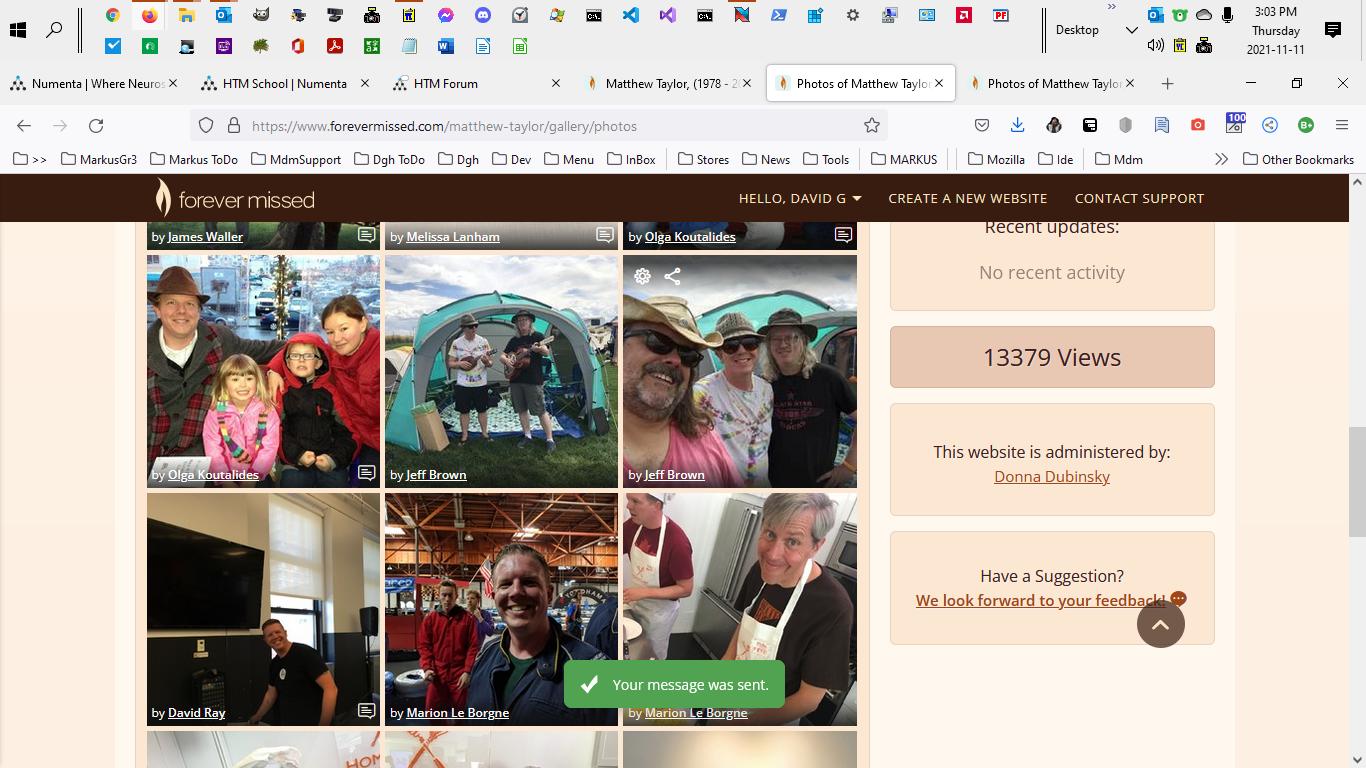 3:03 PM
Desktop
Thursday
2021-11-11
Numenta | Where Neuros
HTM School | Numenta
HTM Forum
Matthew Taylor, (1978 - 2
Photos of Matthew Taylor
Photos of Matthew Taylor
https://www.forevermissed.com/matthew-taylor/gallery/photos
100
B+
>>
MarkusGr3
Markus ToDo
MdmSupport
Dgh ToDo
Dgh
Dev
Menu
InBox
Stores
News
Tools
MARKUS
Mozilla
Ide
Mdm
Other Bookmarks
forever missed
HELLO, DAVID G
CREATE A NEW WEBSITE
CONTACT SUPPORT
by James Waller
by Melissa Lanham
by Olga Koutalides
Recent updates:
No recent activity
13379 Views
This website is administered by:
Donna Dubinsky
by Olga Koutalides
by Jeff Brown
by Jeff Brown
Have a Suggestion?
We look forward to your feedback!
YOKOHAMA
Your message was sent.
by David Ray
by Marion Le Borgne
by Marion Le Borgne
HOM